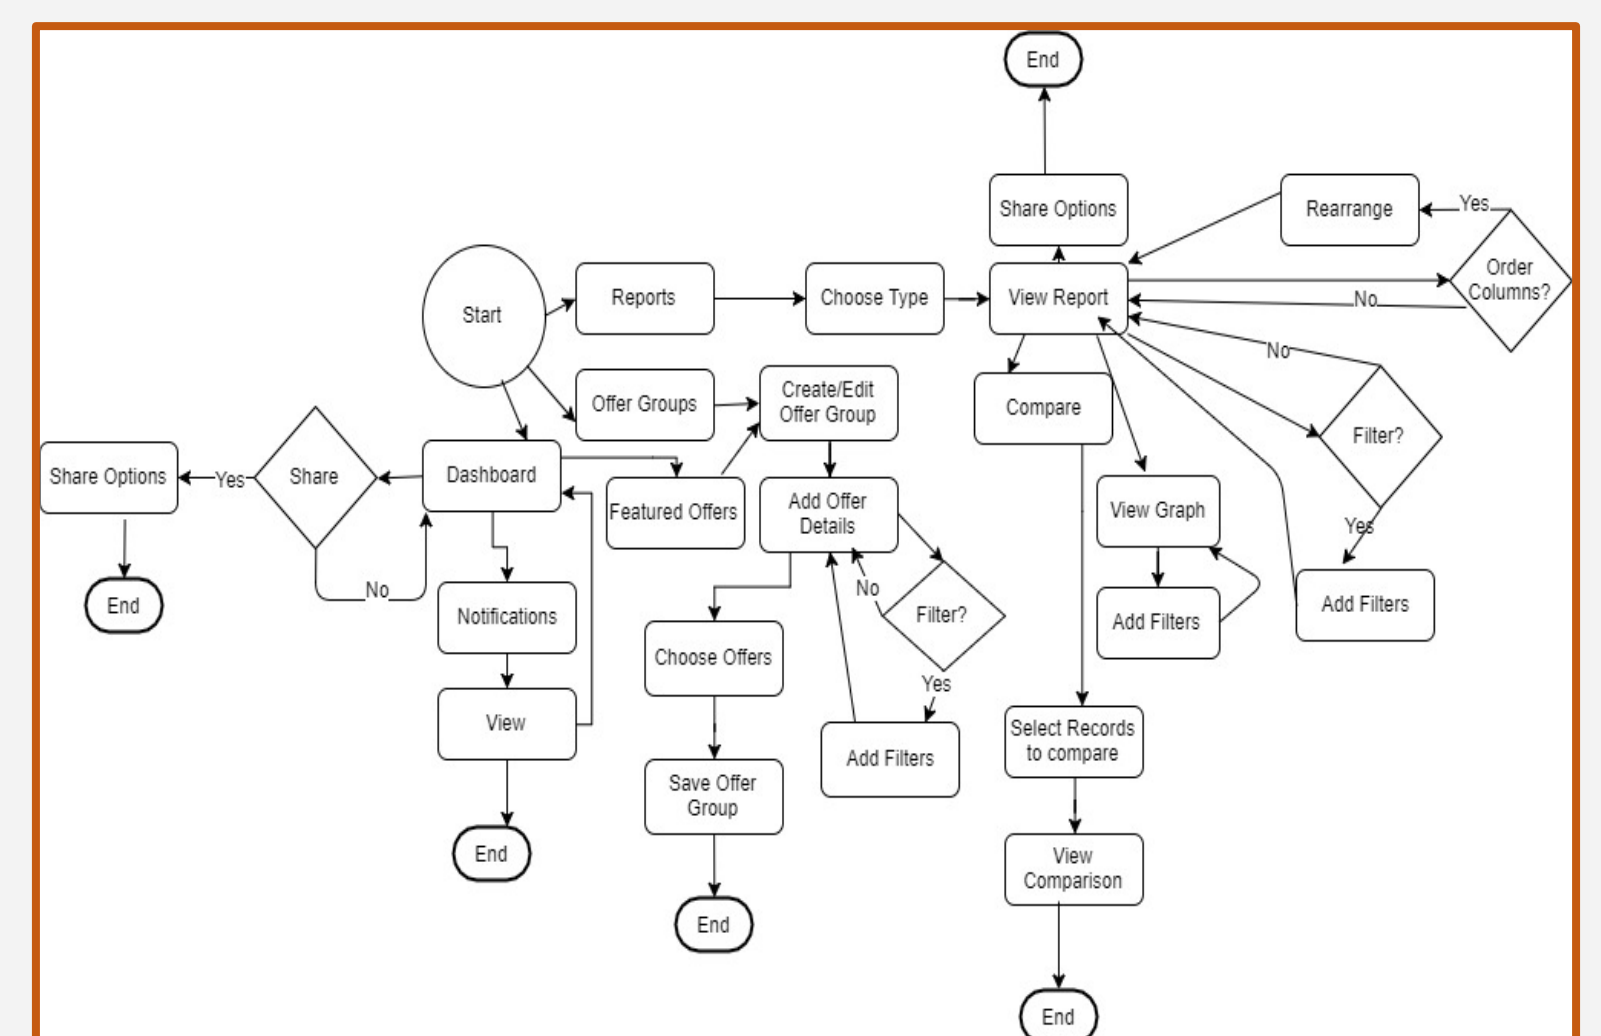 End
Share Options
Rearrange
Yes
Order
Columns?
Start
Reports
Choose Type
View Report
No
No
Offer Groups
Create/Edit
Offer Group
Compare
Filter?
Share Options
Yes
Share
Dashboard
Featured Offers
Add Offer
Details
View Graph
Yes
No
End
Notifications
No
Filter?
Add Filters
Add Filters
Choose Offers
Yes
View
Add Filters
Select Records
to compare
Save Offer
Group
End
View
Comparison
End
End